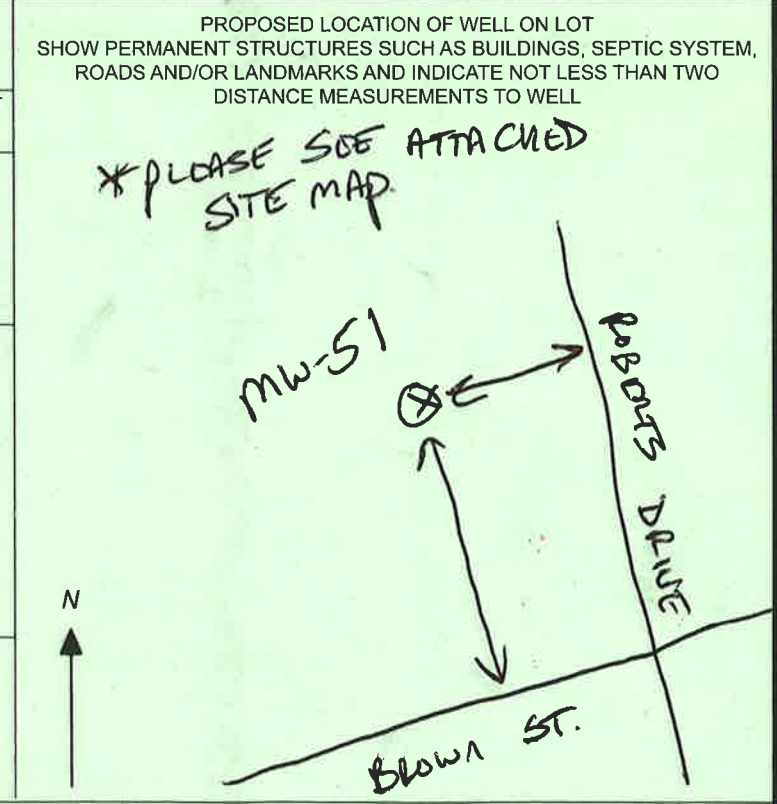 PROPOSED LOCATION OF WELL ON LOT
SHOW PERMANENT STRUCTURES SUCH AS BUILDINGS, SEPTIC SYSTEM,
ROADS AND/OR LANDMARKS AND INDICATE NOT LESS THAN TWO
DISTANCE MEASUREMENTS TO WELL
*PLEASE SEE ATTACHED
SITE MAP.
MW-51
ROBERTS DRIVE
N
BROWN ST.